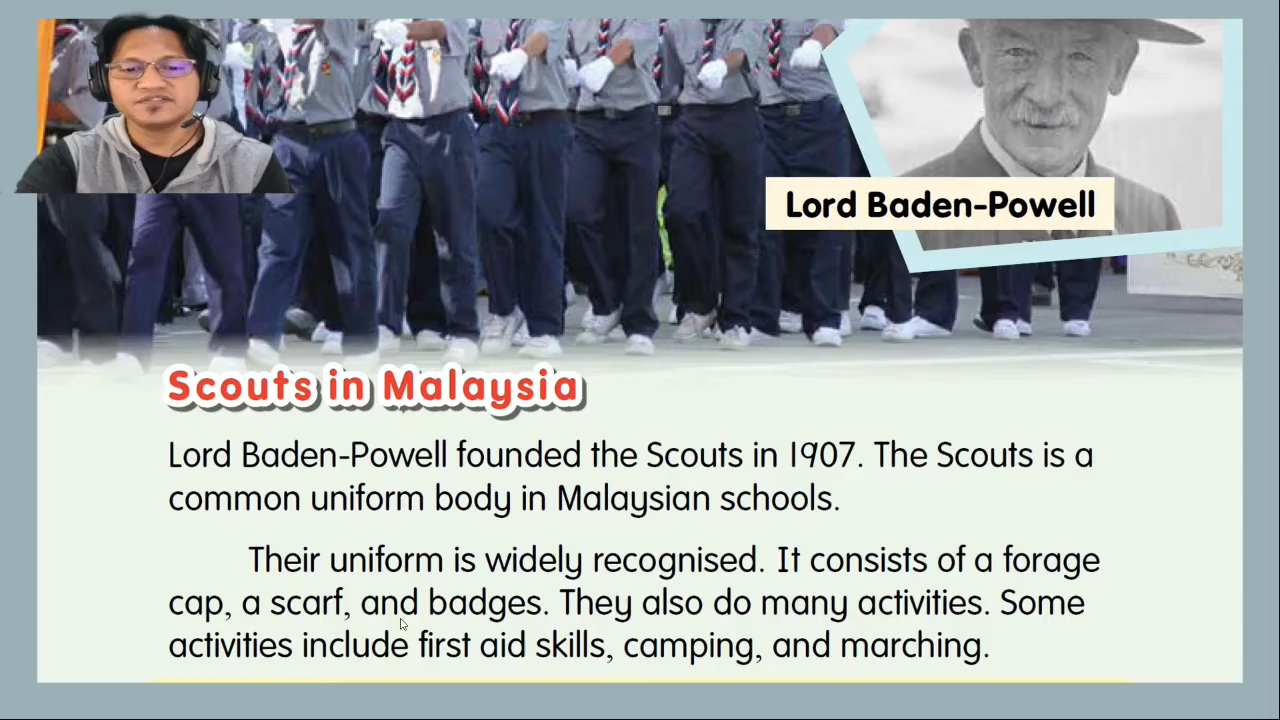 Lord Baden-Powell
Scouts in Malaysia
Lord Baden-Powell founded the Scouts in 1907. The Scouts is a
common uniform body in Malaysian schools.
Their uniform is widely recognised. It consists of a forage
cap, a scarf, and badges. They also do many activities. Some
activities include first aid skills, camping, and marching.